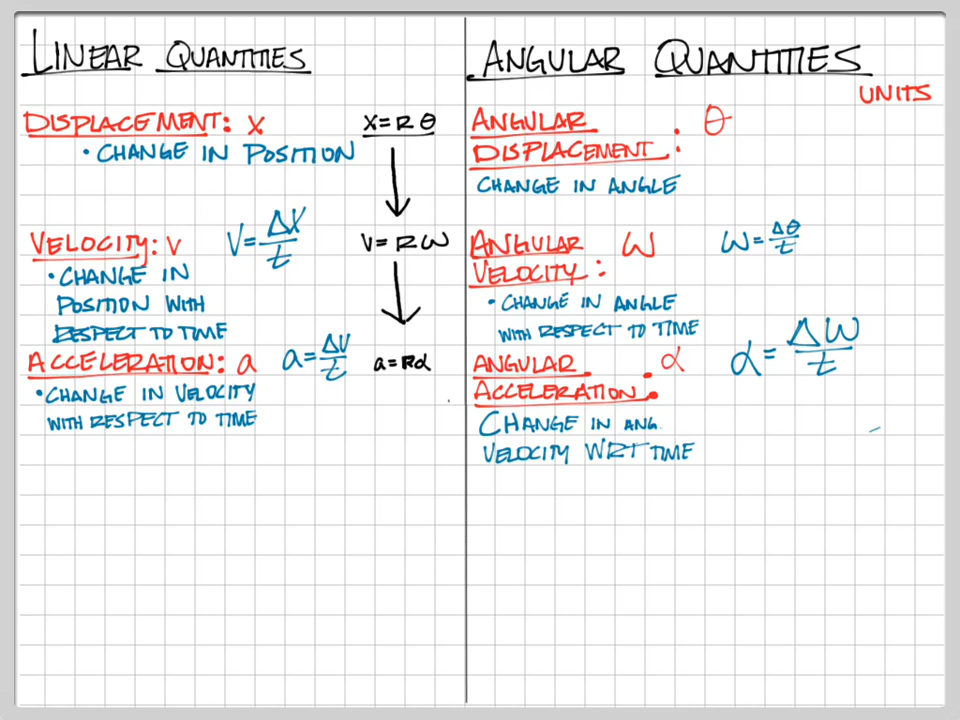 LINEAR QUANTITIES
DISPLACEMENT: X
• CHANGE IN POSITION
X = R θ
VELOCITY: V
V = ΔX/t
V = R ω
• CHANGE IN
POSITION WITH
RESPECT TO TIME
ACCELERATION: a
a = ΔV/t
a = Rα
• CHANGE IN VELOCITY
WITH RESPECT TO TIME
ANGULAR QUANTITIES
UNITS
ANGULAR
DISPLACEMENT: θ
CHANGE IN ANGLE
ANGULAR
VELOCITY: ω
ω = Δθ/t
• CHANGE IN ANGLE
WITH RESPECT TO TIME
ANGULAR
ACCELERATION: α
α = Δω/t
CHANGE IN ANG.
VELOCITY WRT TIME